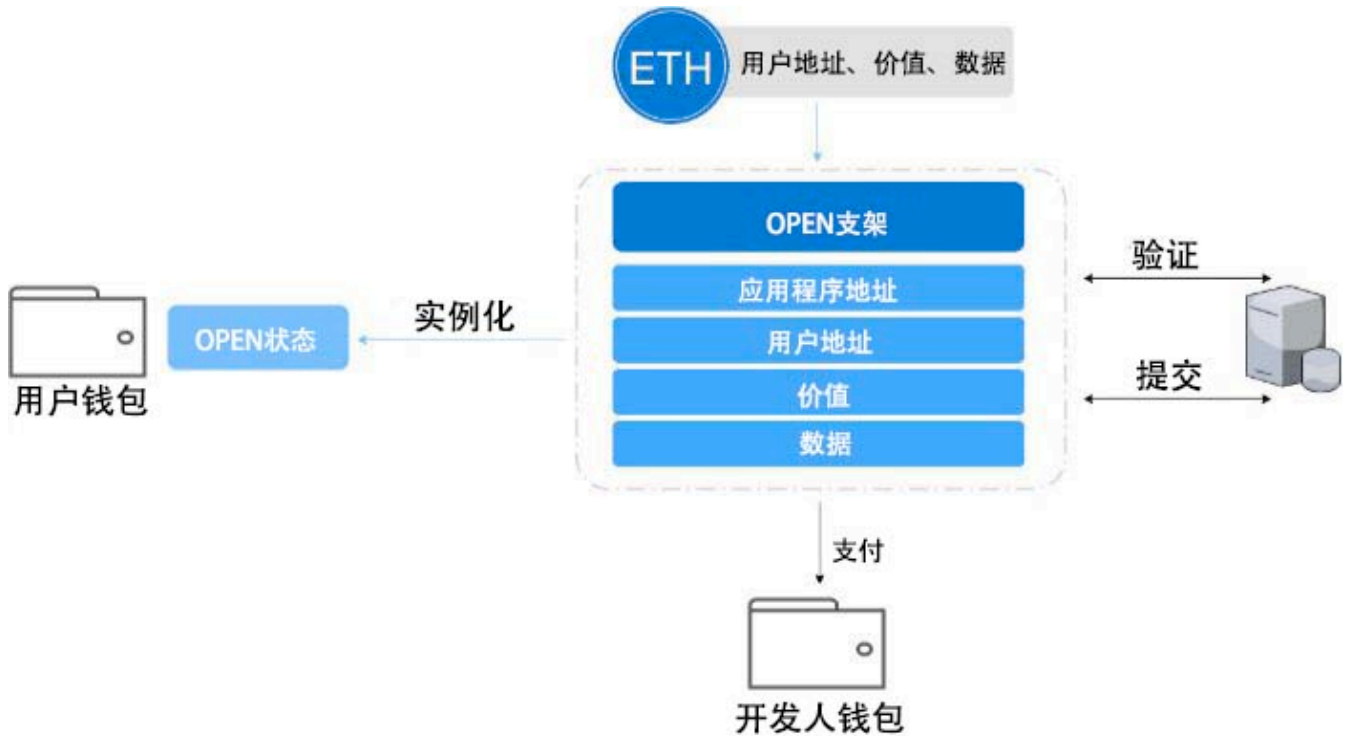 ETH
用户地址、价值、数据
OPEN支架
应用程序地址
用户地址
价值
数据
验证
提交
实例化
OPEN状态
用户钱包
支付
开发人钱包